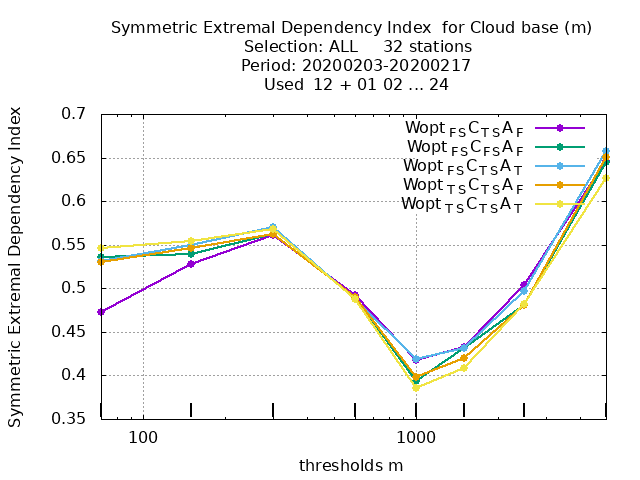 Symmetric Extremal Dependency Index  for Cloud base (m)
Selection: ALL     32 stations
Period: 20200203-20200217
Used  12 + 01 02 ... 24
Symmetric Extremal Dependency Index
0.7
0.65
0.6
0.55
0.5
0.45
0.4
0.35
Wopt FS C TS A F
Wopt FS C FS A F
Wopt FS C TS A T
Wopt TS C TS A F
Wopt TS C TS A T
100 1000
thresholds m